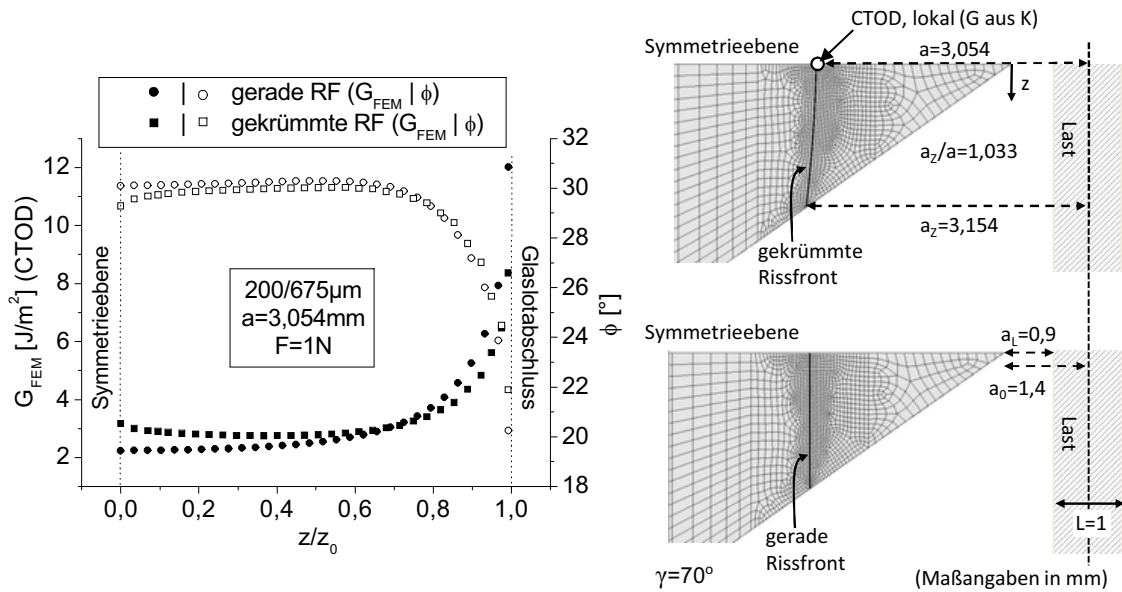 ● | ○ gerade RF (G_FEM | ϕ)
■ | □ gekrümmte RF (G_FEM | ϕ)
G_FEM [J/m²] (CTOD)
12
10
8
6
4
2
Symmetrieebene
200/675µm
a=3,054mm
F=1N
Glaslotabschluss
32
30
28
26
24
22
20
18
ϕ [°]
0,0 0,2 0,4 0,6 0,8 1,0
z/z₀
CTOD, lokal (G aus K)
Symmetrieebene
a=3,054
z
Last
a_z/a=1,033
a_z=3,154
gekrümmte
Rissfront
Symmetrieebene
a_L=0,9
a₀=1,4
Last
L=1
gerade
Rissfront
γ=70°
(Maßangaben in mm)